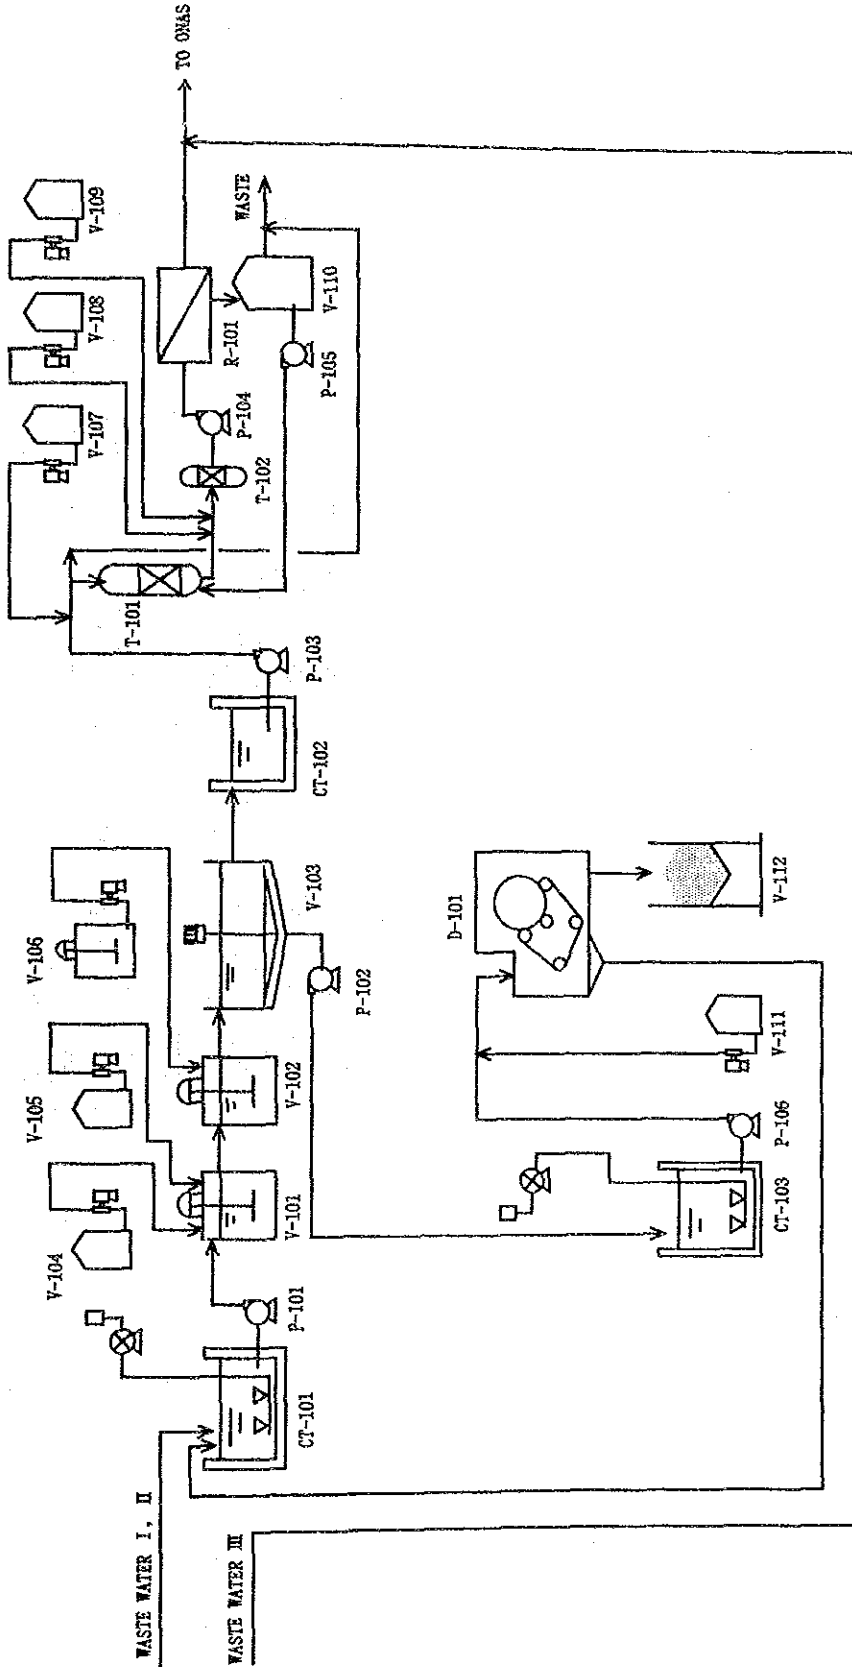 WASTE WATER I, II
WASTE WATER III
CT-101
P-101
V-104
V-101
V-105
V-102
V-106
V-103
P-102
CT-102
P-103
T-101
V-107
V-108
V-109
T-102
P-104
R-101
P-105
V-110
WASTE
TO ONAS
CT-103
P-106
V-111
D-101
V-112